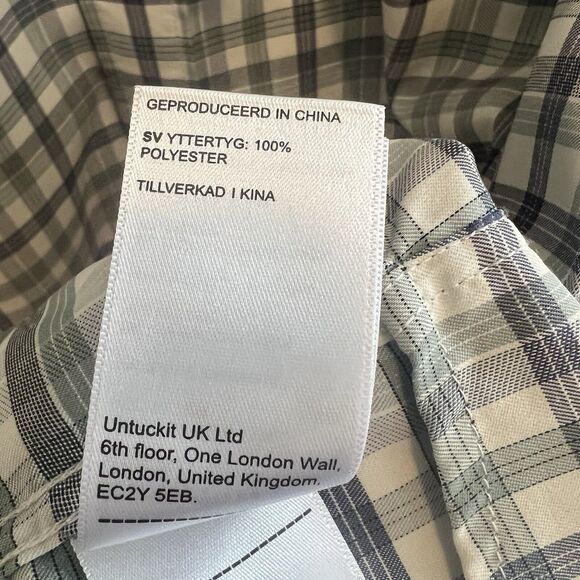 GEPRODUCEERD IN CHINA
SV YTTERTYG: 100%
POLYESTER
TILLVERKAD I KINA
Untuckit UK Ltd
6th floor, One London Wall,
London, United Kingdom,
EC2Y 5EB.